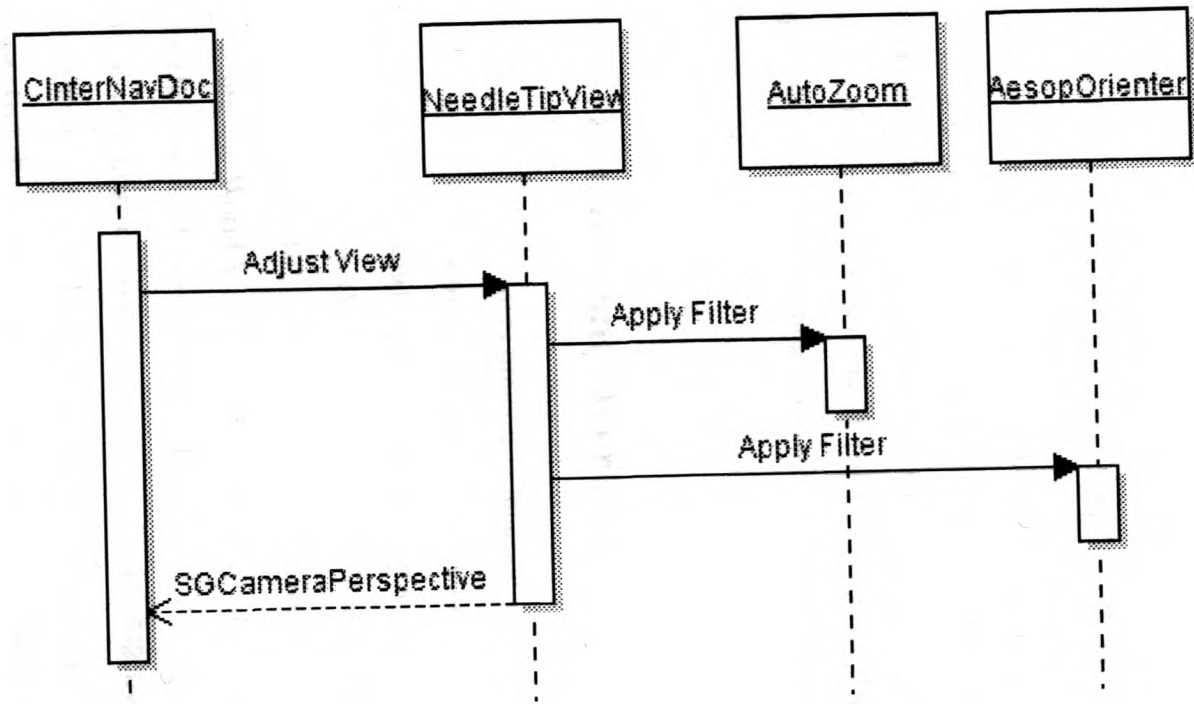 CInterNavDoc
NeedleTipView
AutoZoom
AesopOrienter
Adjust View
Apply Filter
Apply Filter
SGCameraPerspective